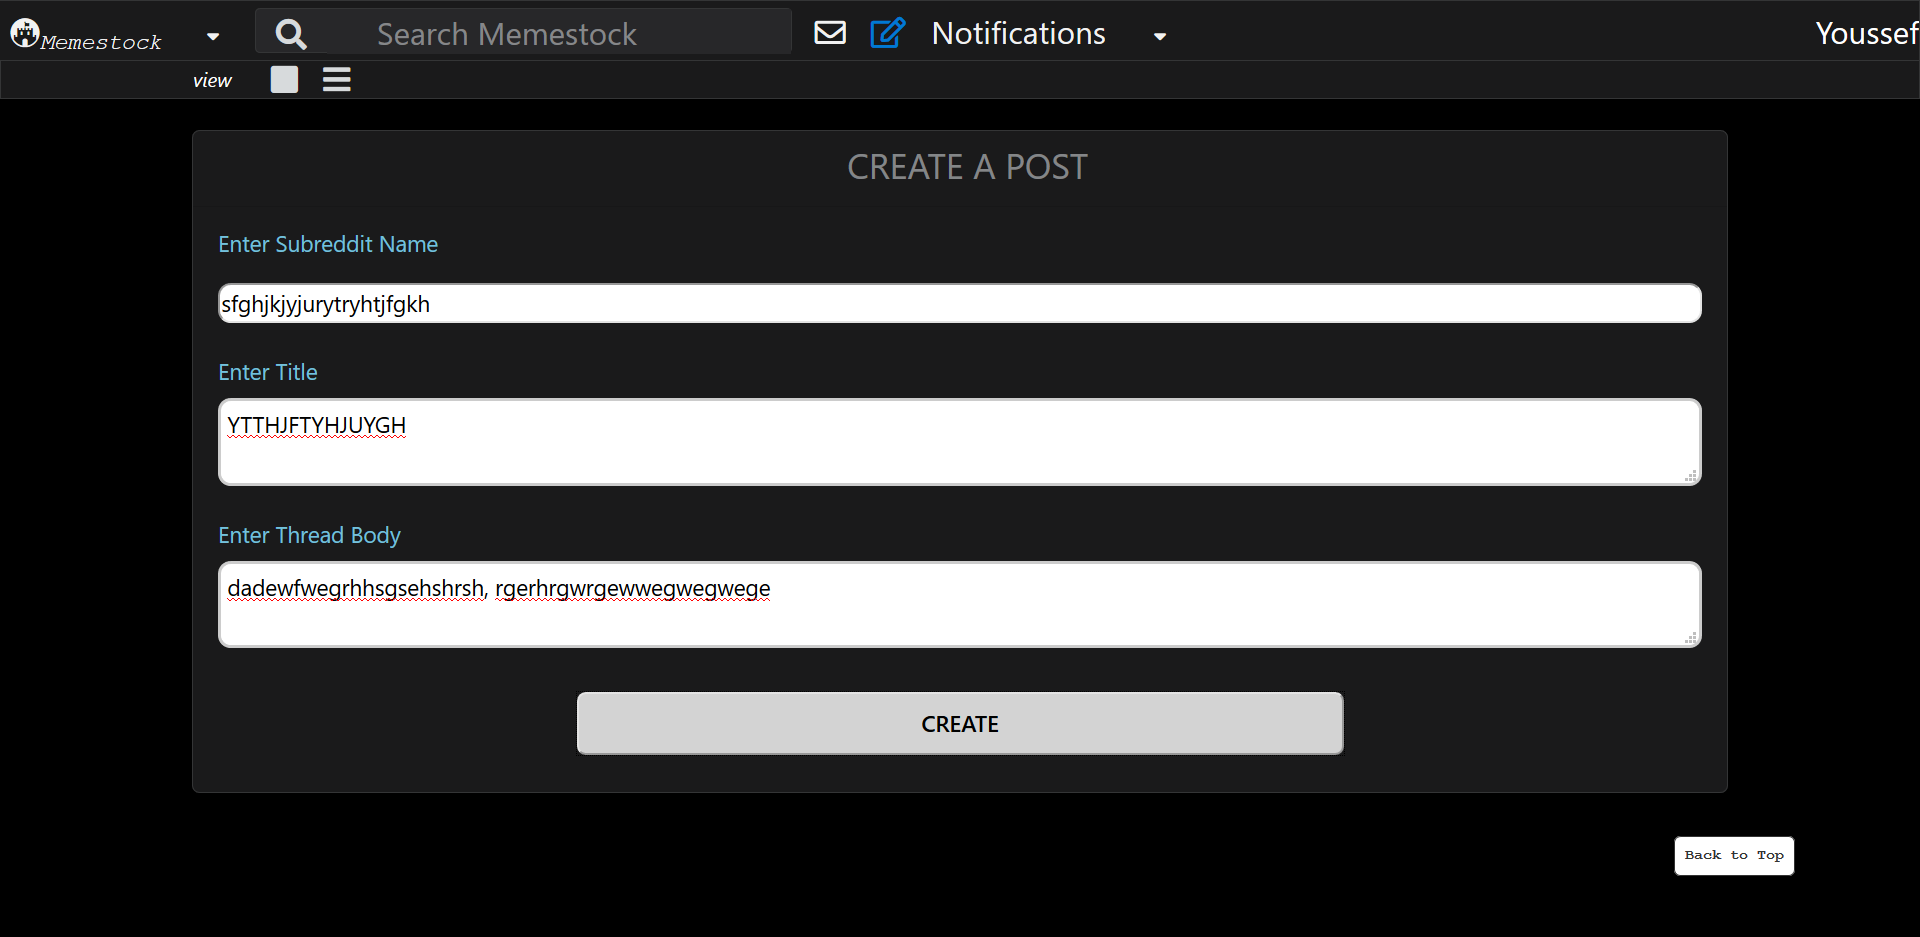 Memestock
Search Memestock
Notifications
Youssef
view
CREATE A POST
Enter Subreddit Name
sfghjkjyjurytryhtjfgkh
Enter Title
YTTHJFTYHJUYGH
Enter Thread Body
dadewfwegrhhsgsehshrsh, rgerhrgwrgewwegwegwege
CREATE
Back to Top